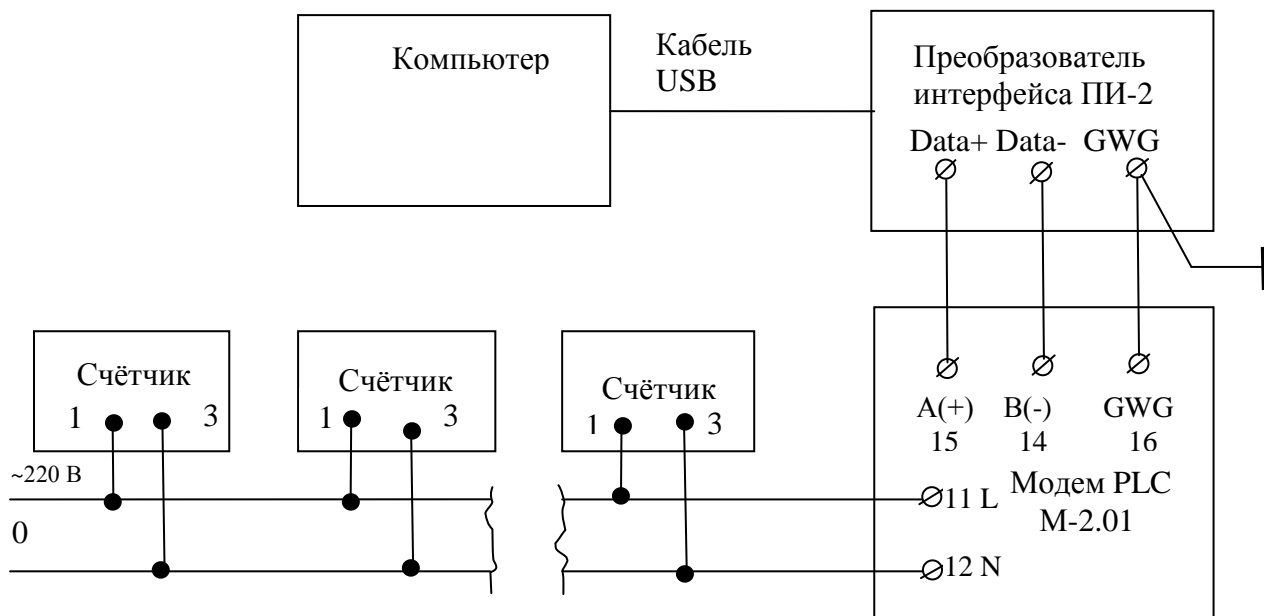 Компьютер
Кабель
USB
Преобразователь
интерфейса ПИ-2
Data+ Data- GWG
Счётчик
1 3
Счётчик
1 3
Счётчик
1 3
A(+) B(-) GWG
15 14 16
~220 В
0
11 L
Модем PLC
М-2.01
12 N